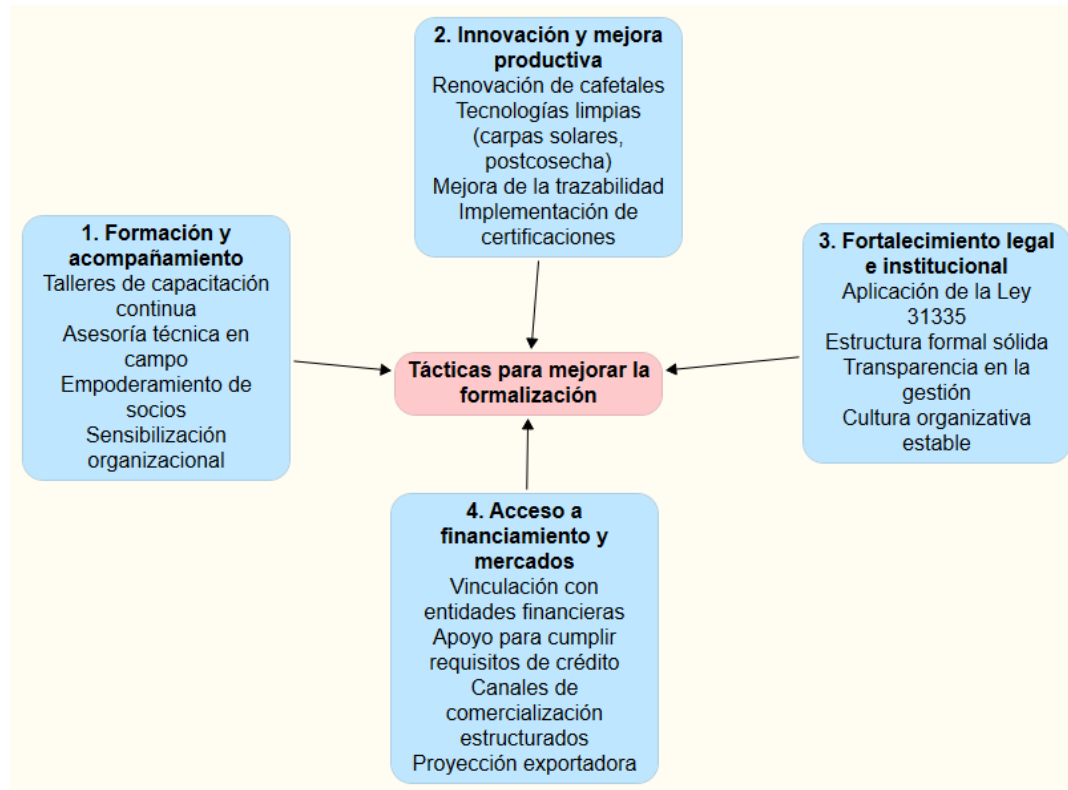 1. Formación y
acompañamiento
Talleres de capacitación
continua
Asesoría técnica en
campo
Empoderamiento de
socios
Sensibilización
organizacional
2. Innovación y mejora
productiva
Renovación de cafetales
Tecnologías limpias
(carpas solares,
postcosecha)
Mejora de la trazabilidad
Implementación de
certificaciones
3. Fortalecimiento legal
e institucional
Aplicación de la Ley
31335
Estructura formal sólida
Transparencia en la
gestión
Cultura organizativa
estable
Tácticas para mejorar la
formalización
4. Acceso a
financiamiento y
mercados
Vinculación con
entidades financieras
Apoyo para cumplir
requisitos de crédito
Canales de
comercialización
estructurados
Proyección exportadora